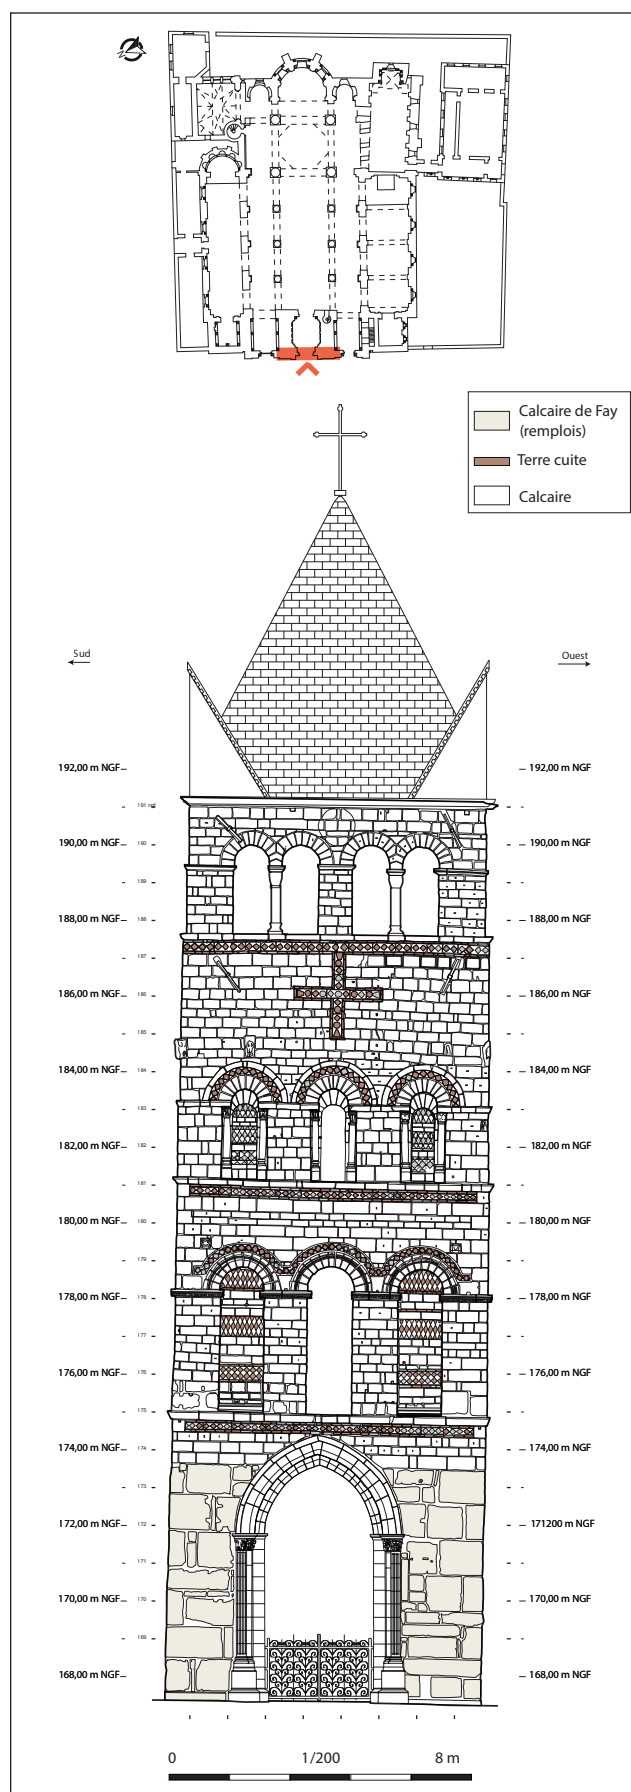 Calcaire de Fay
(remplois)
Terre cuite
Calcaire
Sud
Ouest
192,00 m NGF 192,00 m NGF
191 ngf
190,00 m NGF 190 190,00 m NGF
189
188,00 m NGF 188 188,00 m NGF
187
186,00 m NGF 186 186,00 m NGF
185
184,00 m NGF 184 184,00 m NGF
183
182,00 m NGF 182 182,00 m NGF
181
180,00 m NGF 180 180,00 m NGF
179
178,00 m NGF 178 178,00 m NGF
177
176,00 m NGF 176 176,00 m NGF
175
174,00 m NGF 174 174,00 m NGF
173
172,00 m NGF 172 171200 m NGF
171
170,00 m NGF 170 170,00 m NGF
169
168,00 m NGF 168,00 m NGF
0 1/200 8 m